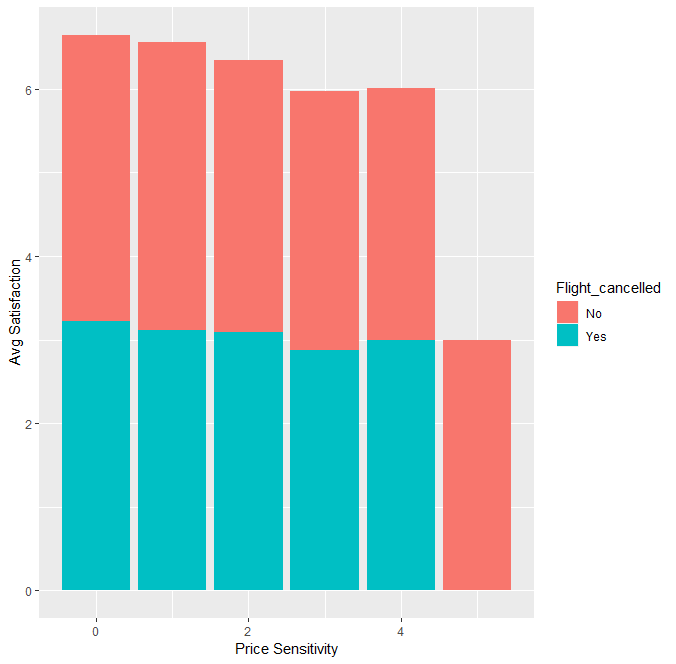 6
4
2
0
Avg Satisfaction
0 2 4
Price Sensitivity
Flight_cancelled
No
Yes